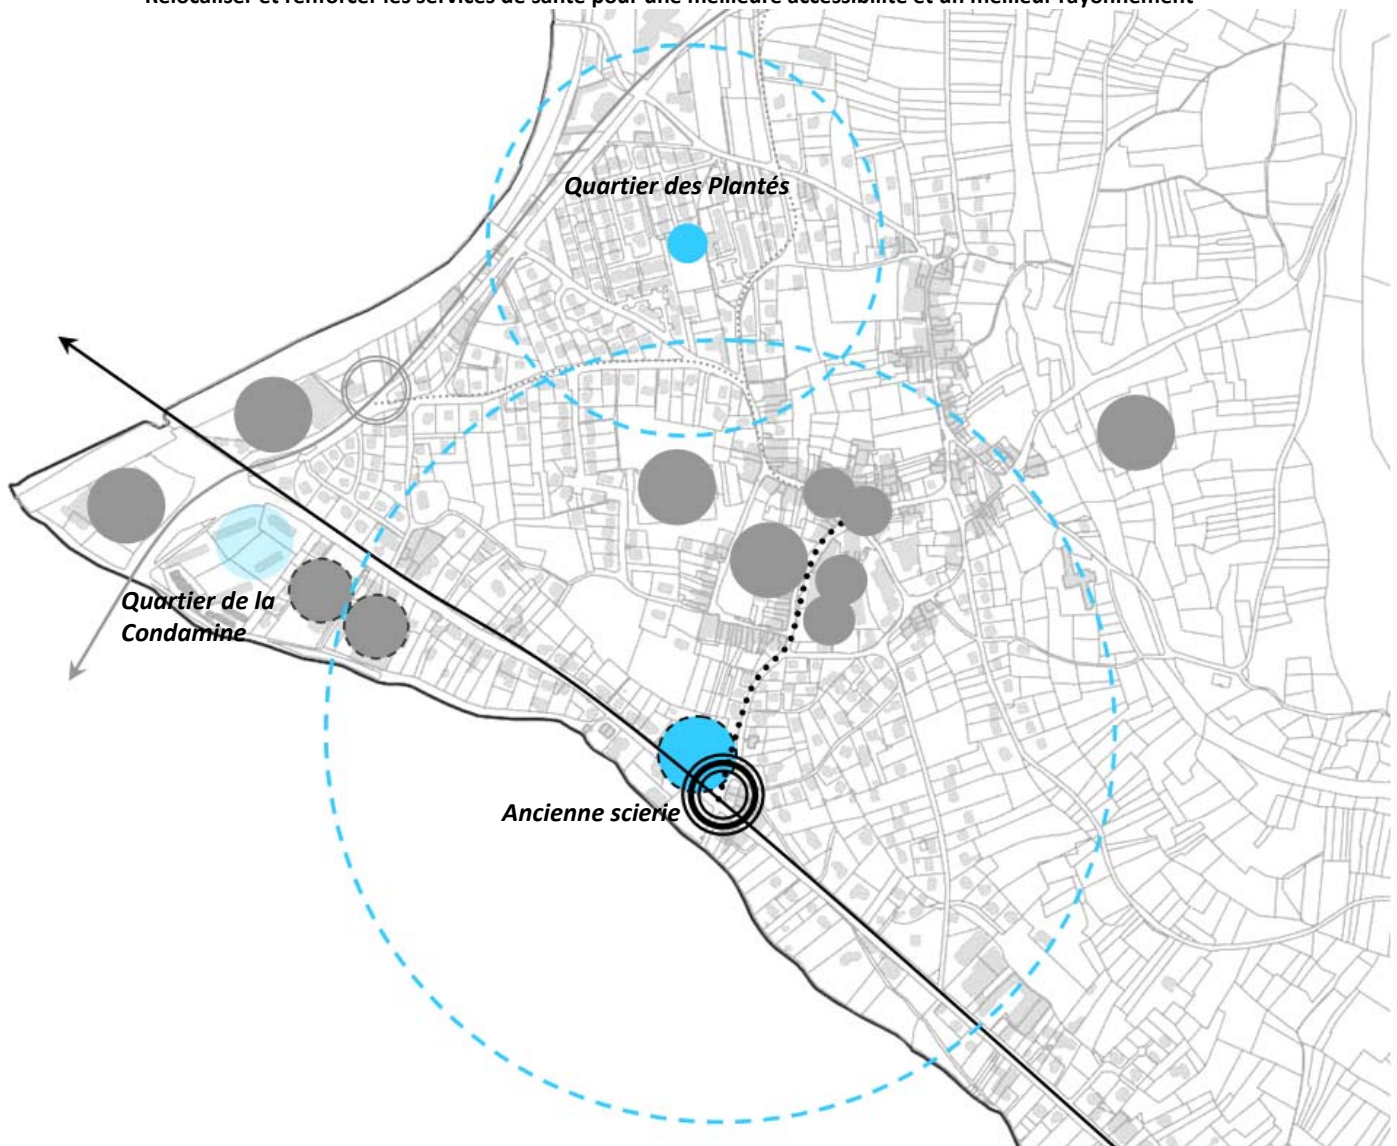 Relocaliser et renforcer les services de santé pour une meilleure accessibilité et un meilleur rayonnement
Quartier des Plantés
Quartier de la
Condamine
Ancienne scierie